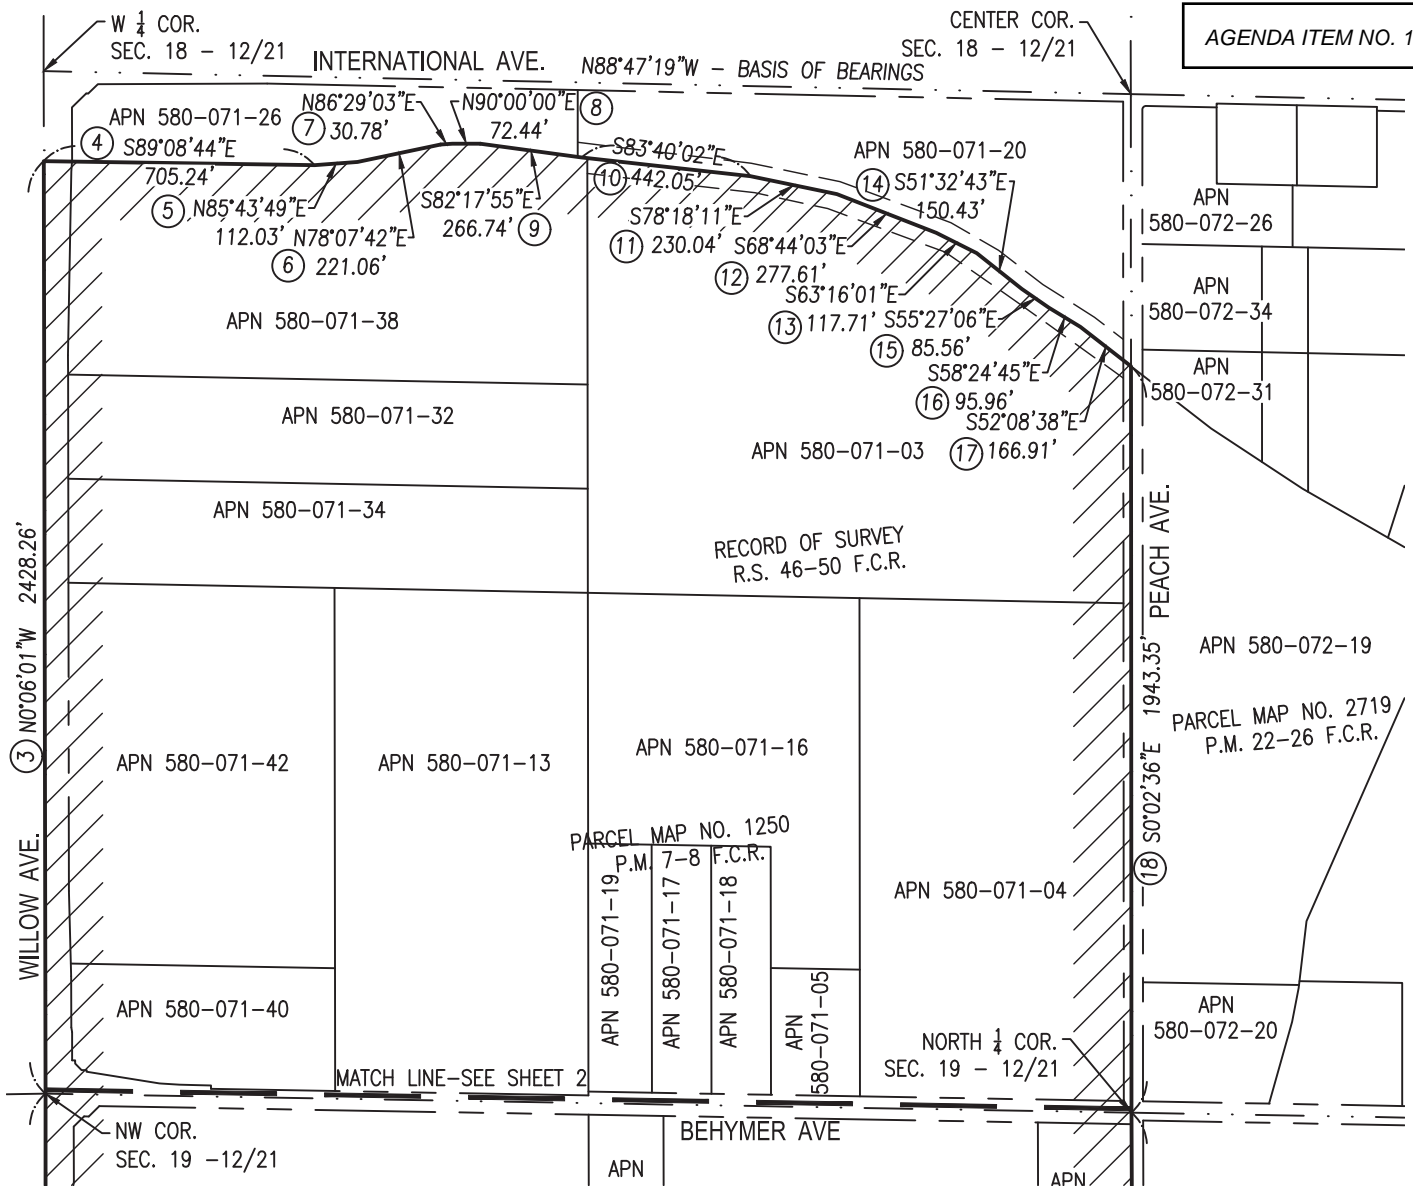 AGENDA ITEM NO. 1
W 1/4 COR.
SEC. 18 - 12/21
INTERNATIONAL AVE.
N88°47'19"W - BASIS OF BEARINGS
CENTER COR.
SEC. 18 - 12/21
APN 580-071-26
4 S89°08'44"E
705.24'
5 N85°43'49"E
112.03'
6 N78°07'42"E
221.06'
7 N86°29'03"E
30.78'
8 N90°00'00"E
72.44'
9 S82°17'55"E
266.74'
10 S83°40'02"E
442.05'
11 S78°18'11"E
230.04'
12 S68°44'03"E
277.61'
13 S63°16'01"E
117.71'
APN 580-071-20
14 S51°32'43"E
150.43'
15 S55°27'06"E
85.56'
16 S58°24'45"E
95.96'
17 S52°08'38"E
166.91'
APN
580-072-26
APN
580-072-34
APN
580-072-31
APN 580-071-38
APN 580-071-32
APN 580-071-34
APN 580-071-03
RECORD OF SURVEY
R.S. 46-50 F.C.R.
3 N0°06'01"W 2428.26'
WILLOW AVE.
PEACH AVE.
18 S0°02'36"E 1943.35'
APN 580-072-19
PARCEL MAP NO. 2719
P.M. 22-26 F.C.R.
APN 580-071-42
APN 580-071-13
APN 580-071-16
PARCEL MAP NO. 1250
P.M. 7-8 F.C.R.
APN 580-071-19
APN 580-071-17
APN 580-071-18
APN
580-071-05
APN 580-071-04
APN 580-071-40
APN
580-072-20
NORTH 1/4 COR.
SEC. 19 - 12/21
MATCH LINE-SEE SHEET 2
NW COR.
SEC. 19 -12/21
BEHYMER AVE
APN
APN